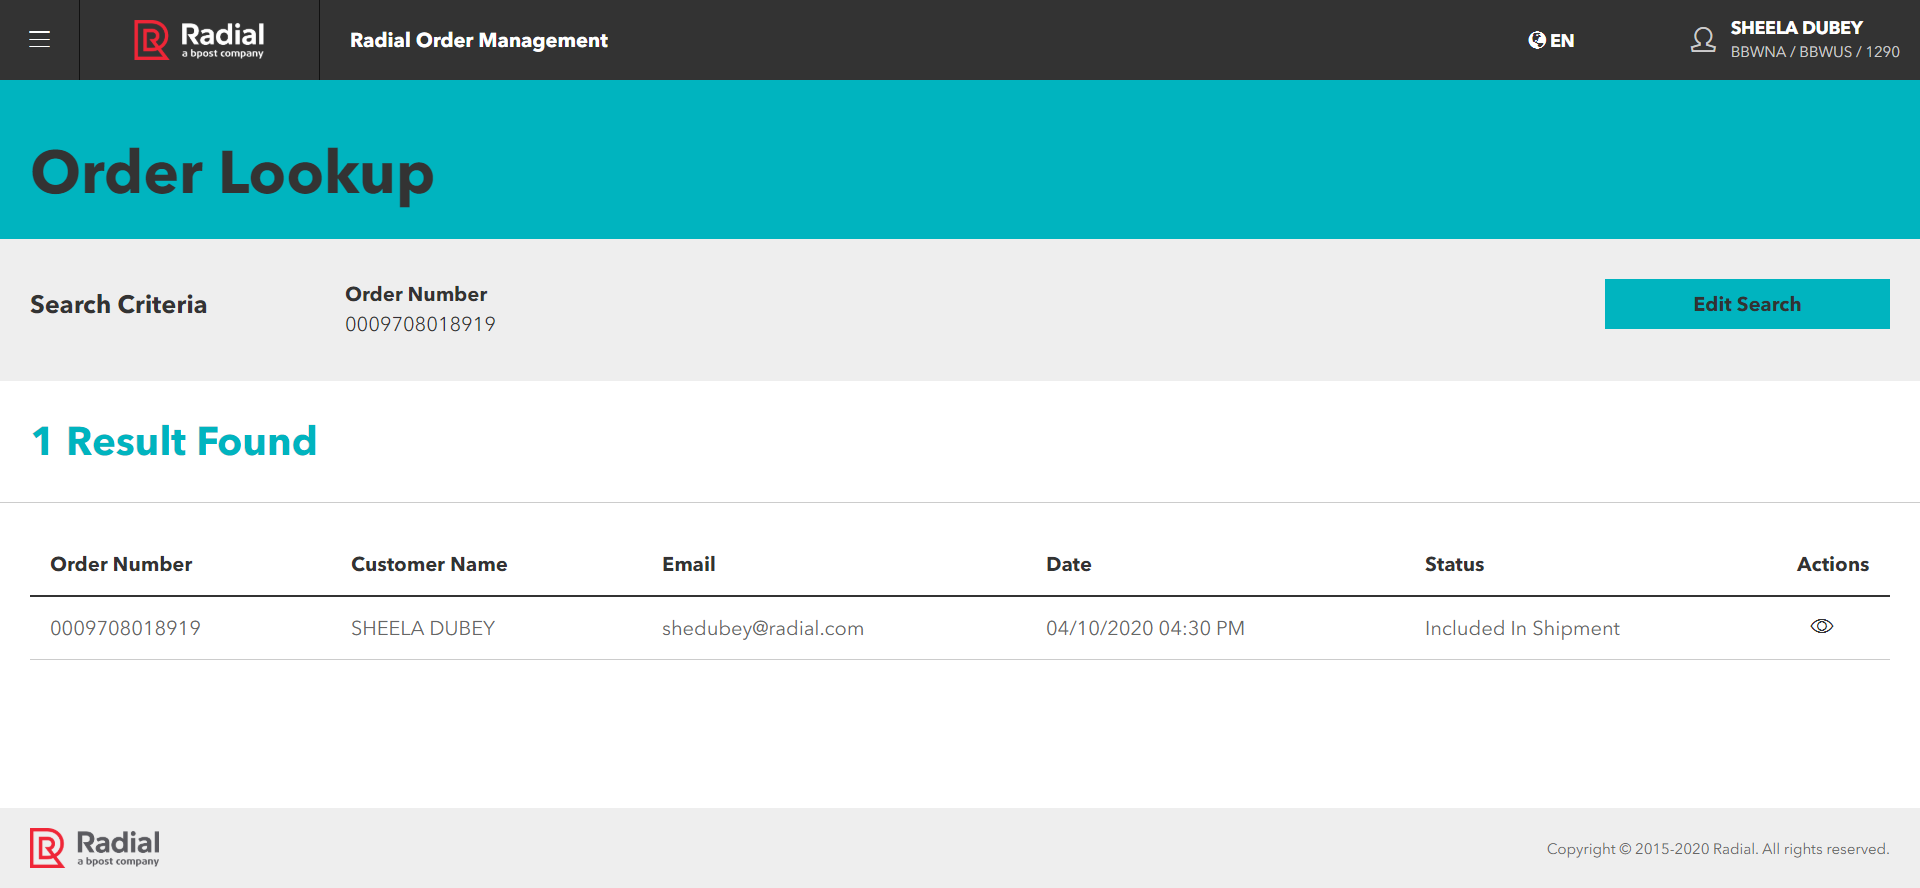 Radial
a bpost company
Radial Order Management
EN
SHEELA DUBEY
BBWNA / BBWUS / 1290
Order Lookup
Search Criteria
Order Number
0009708018919
Edit Search
1 Result Found
Order Number Customer Name Email Date Status Actions
0009708018919 SHEELA DUBEY shedubey@radial.com 04/10/2020 04:30 PM Included In Shipment
Radial
a bpost company
Copyright © 2015-2020 Radial. All rights reserved.